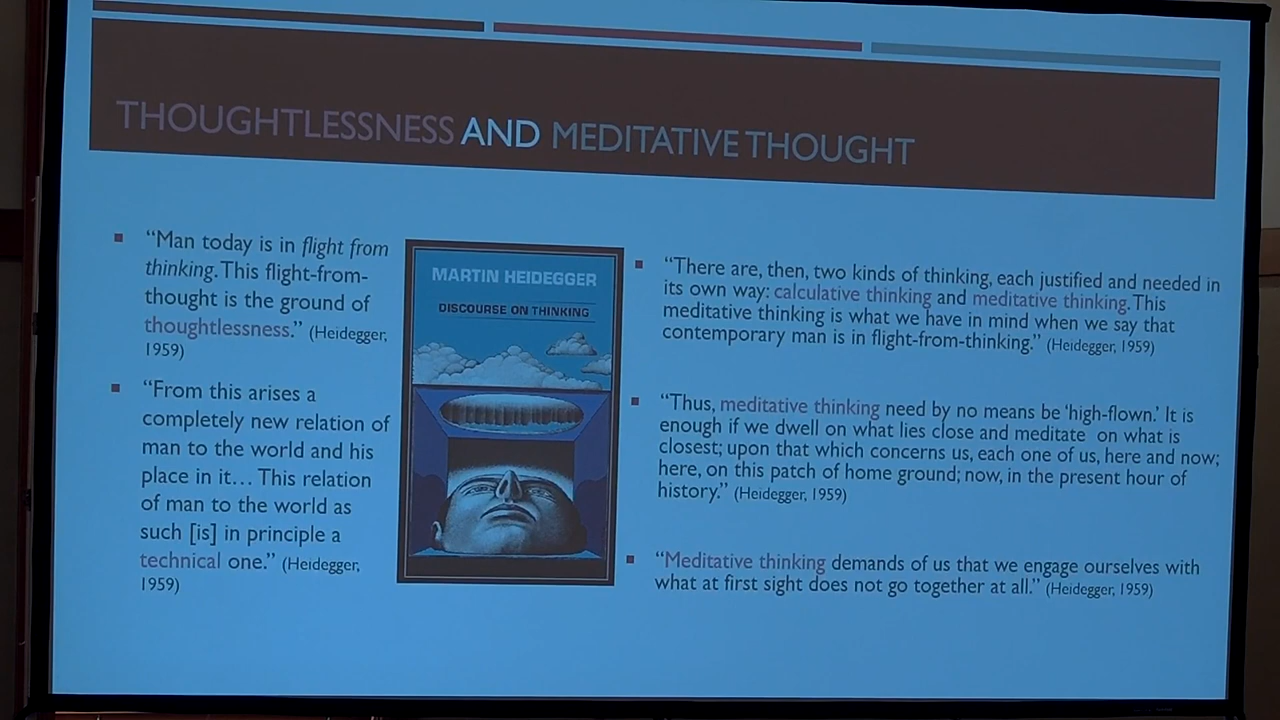 THOUGHTLESSNESS AND MEDITATIVE THOUGHT
▪ “Man today is in flight from
thinking. This flight-from-
thought is the ground of
thoughtlessness.” (Heidegger,
1959)
▪ “From this arises a
completely new relation of
man to the world and his
place in it… This relation
of man to the world as
such [is] in principle a
technical one.” (Heidegger,
1959)
MARTIN HEIDEGGER
DISCOURSE ON THINKING
▪ “There are, then, two kinds of thinking, each justified and needed in
its own way: calculative thinking and meditative thinking. This
meditative thinking is what we have in mind when we say that
contemporary man is in flight-from-thinking.” (Heidegger, 1959)
▪ “Thus, meditative thinking need by no means be ‘high-flown.’ It is
enough if we dwell on what lies close and meditate on what is
closest; upon that which concerns us, each one of us, here and now;
here, on this patch of home ground; now, in the present hour of
history.” (Heidegger, 1959)
▪ “Meditative thinking demands of us that we engage ourselves with
what at first sight does not go together at all.” (Heidegger, 1959)